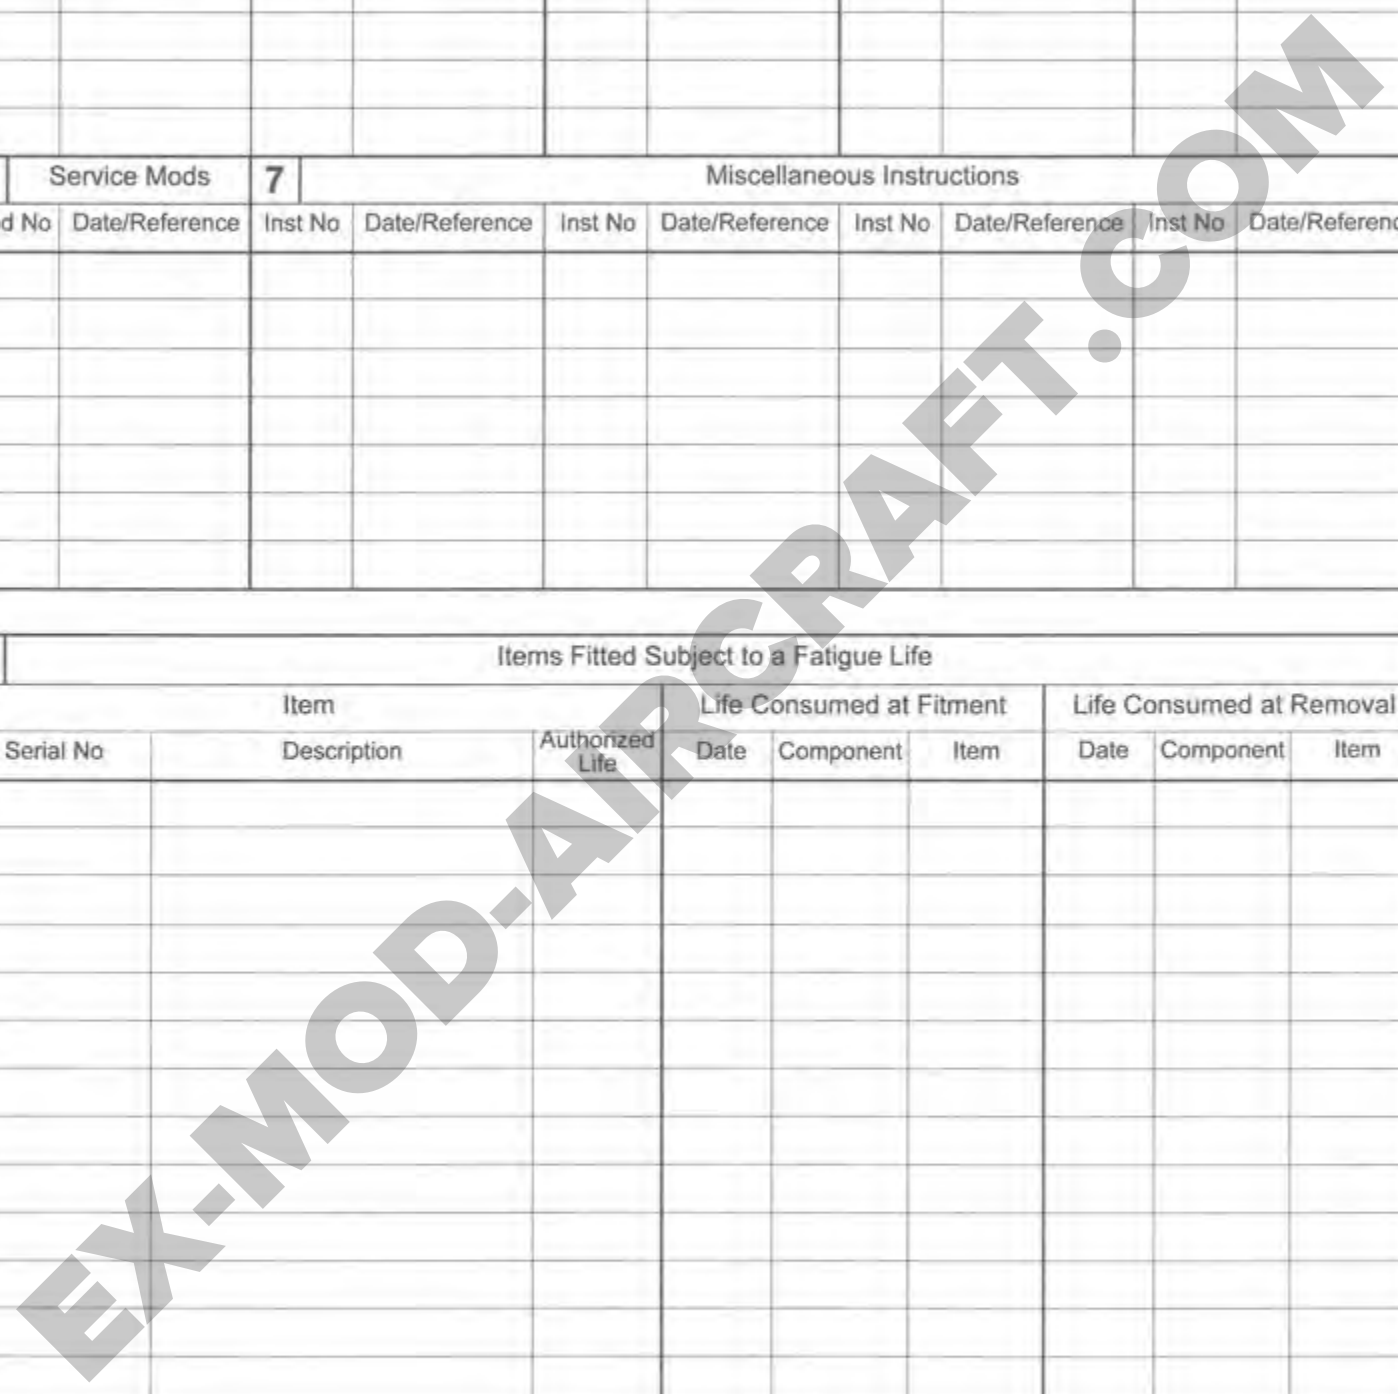 Service Mods 7 Miscellaneous Instructions
d No Date/Reference Inst No Date/Reference Inst No Date/Reference Inst No Date/Reference Inst No Date/Referenc
Items Fitted Subject to a Fatigue Life
Item Life Consumed at Fitment Life Consumed at Removal
Serial No Description Authorized Life Date Component Item Date Component Item
EX-MOD-AIRCRAFT.COM